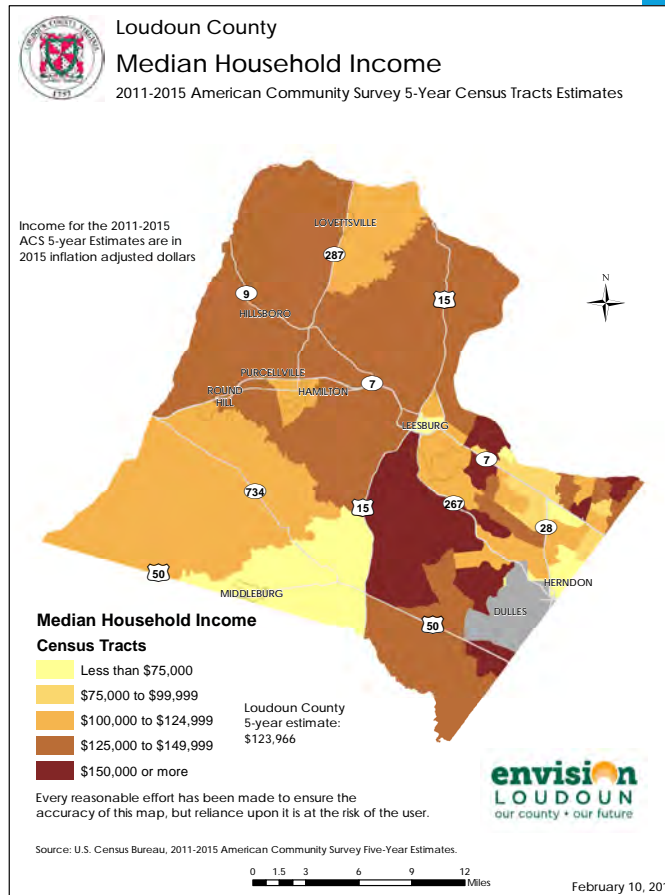 Loudoun County
Median Household Income
2011-2015 American Community Survey 5-Year Census Tracts Estimates
LOUDOUN COUNTY VIRGINIA
1757
Income for the 2011-2015
ACS 5-year Estimates are in
2015 inflation adjusted dollars
LOVETTSVILLE
287
N
9
15
HILLSBORO
PURCELLVILLE
7
ROUND
HILL
HAMILTON
LEESBURG
7
734
15
267
28
50
HERNDON
MIDDLEBURG
DULLES
50
Median Household Income
Census Tracts
Less than $75,000
$75,000 to $99,999
$100,000 to $124,999
$125,000 to $149,999
$150,000 or more
Loudoun County
5-year estimate:
$123,966
Every reasonable effort has been made to ensure the
accuracy of this map, but reliance upon it is at the risk of the user.
envision
LOUDOUN
our county • our future
Source: U.S. Census Bureau, 2011-2015 American Community Survey Five-Year Estimates.
0 1.5 3 6 9 12
Miles
February 10, 201